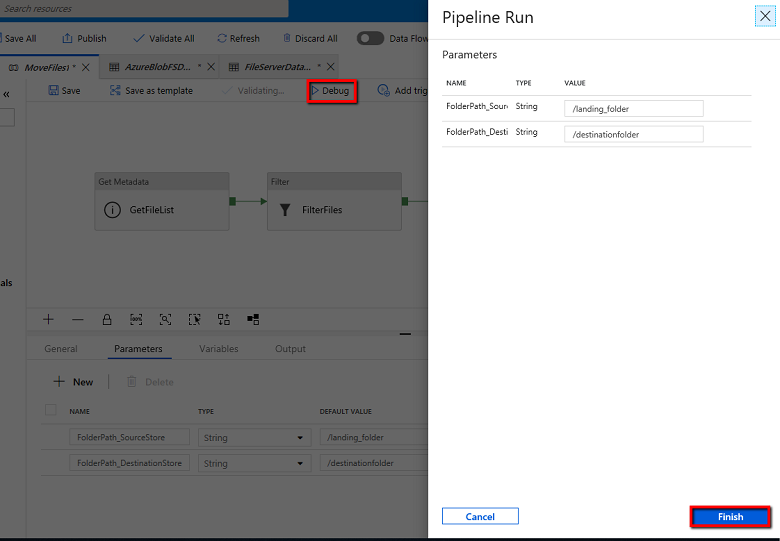 Search resources
Save All
Publish
Validate All
Refresh
Discard All
Data Flow
MoveFiles1 *
AzureBlobFSD... *
FileServerData... *
Save
Save as template
Validating...
Debug
Add trig
Get Metadata
GetFileList
Filter
FilterFiles
als
100%
General
Parameters
Variables
Output
New
Delete
NAME
TYPE
DEFAULT VALUE
FolderPath_SourceStore
String
/landing_folder
FolderPath_DestinationStore
String
/destinationfolder
Pipeline Run
Parameters
NAME
TYPE
VALUE
FolderPath_Sour
String
/landing_folder
FolderPath_Desti
String
/destinationfolder
Cancel
Finish